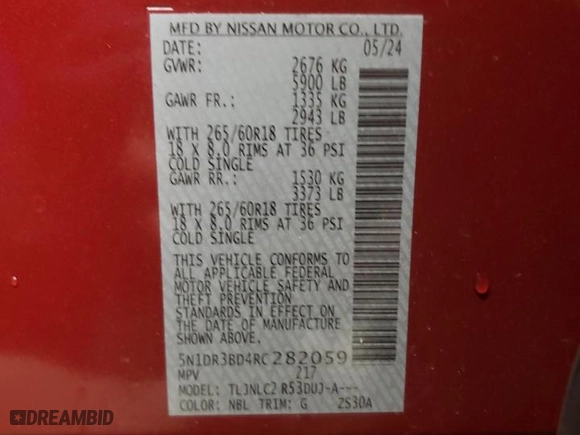 MFD BY NISSAN MOTOR CO., LTD.
DATE: 05/24
GVWR: 2676 KG
5900 LB
GAWR FR.: 1335 KG
2943 LB
WITH 265/60R18 TIRES
18 X 8.0 RIMS AT 36 PSI
COLD SINGLE
GAWR RR.: 1530 KG
3373 LB
WITH 265/60R18 TIRES
18 X 8.0 RIMS AT 36 PSI
COLD SINGLE
THIS VEHICLE CONFORMS TO
ALL APPLICABLE FEDERAL
MOTOR VEHICLE SAFETY AND
THEFT PREVENTION
STANDARDS IN EFFECT ON
THE DATE OF MANUFACTURE
SHOWN ABOVE.
5N1DR3BD4RC282059
MPV 217
MODEL: TLJNLC2 R53DUJ-A---
COLOR: NBL TRIM: G 2S30A
DREAMBID